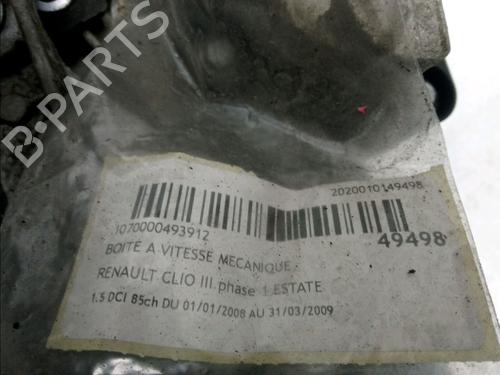 B-PARTS
2020010149498
1070000493912
49498
BOITE A VITESSE MECANIQUE
RENAULT CLIO III phase 1 ESTATE
1.5 DCI 85ch DU 01/01/2008 AU 31/03/2009